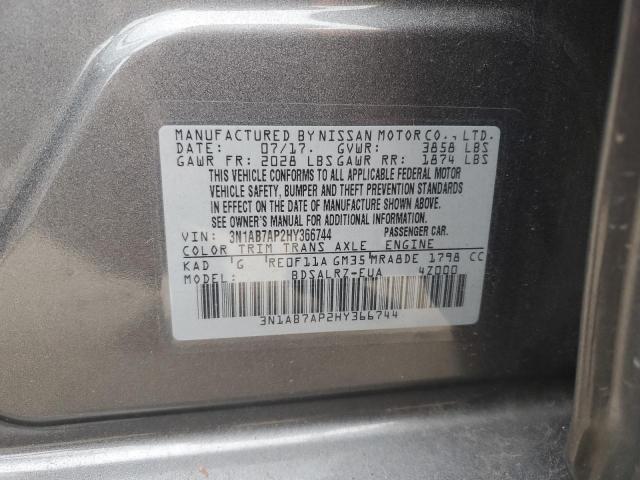 MANUFACTURED BY NISSAN MOTOR CO., LTD.
DATE: 07/17. GVWR: 3858 LBS
GAWR FR: 2028 LBS GAWR RR: 1874 LBS
THIS VEHICLE CONFORMS TO ALL APPLICABLE FEDERAL MOTOR
VEHICLE SAFETY, BUMPER AND THEFT PREVENTION STANDARDS
IN EFFECT ON THE DATE OF MANUFACTURE SHOWN ABOVE.
SEE OWNER'S MANUAL FOR ADDITIONAL INFORMATION.
VIN: 3N1AB7AP2HY366744 PASSENGER CAR.
COLOR TRIM TRANS AXLE ENGINE
KAD G RE0F11A GM35 MRA8DE 1798 CC
MODEL: BDSALR7-EUA 4Z000
3N1AB7AP2HY366744